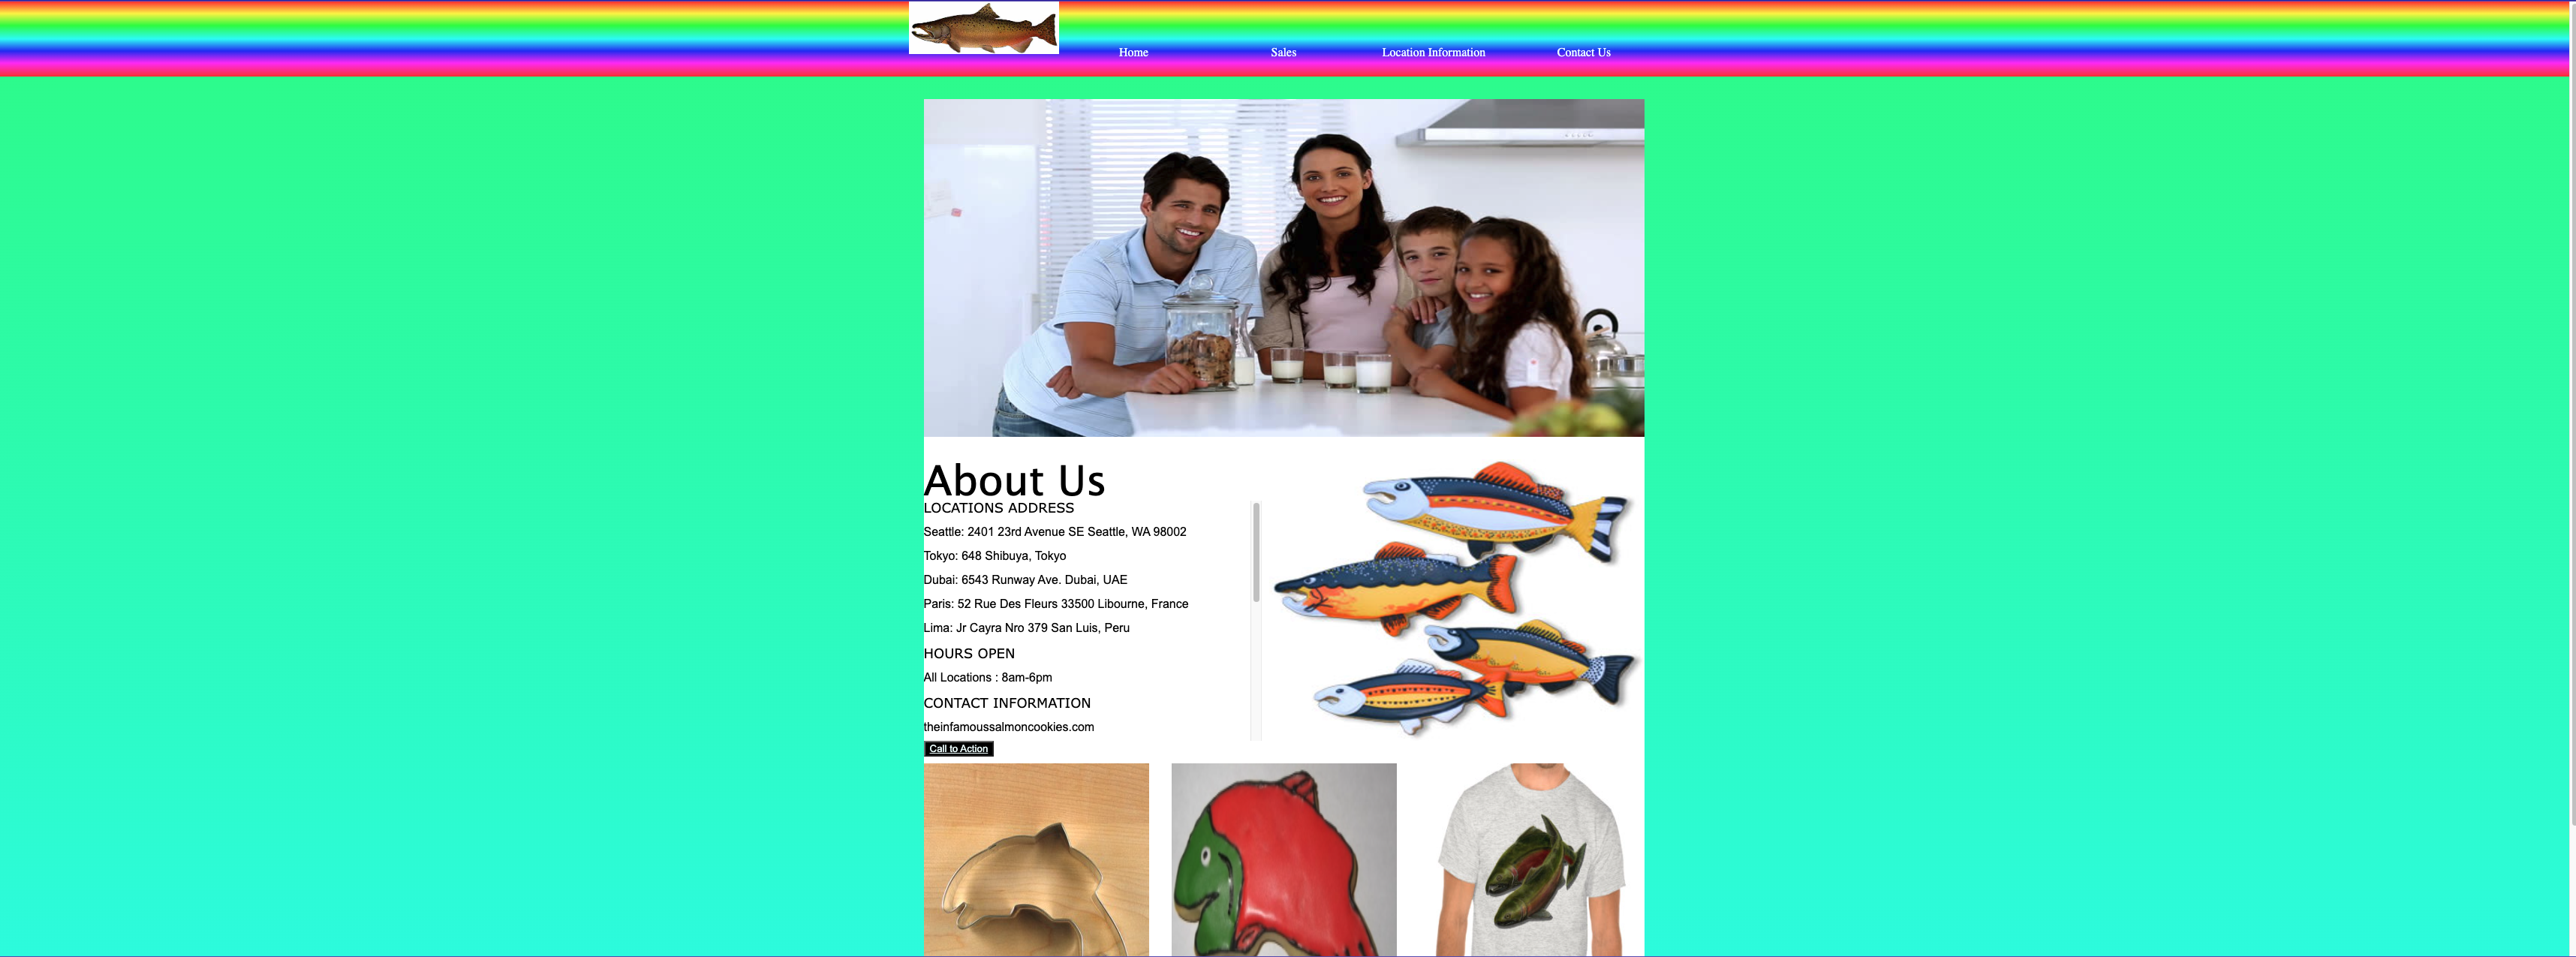 Home
Sales
Location Information
Contact Us
About Us
LOCATIONS ADDRESS
Seattle: 2401 23rd Avenue SE Seattle, WA 98002
Tokyo: 648 Shibuya, Tokyo
Dubai: 6543 Runway Ave. Dubai, UAE
Paris: 52 Rue Des Fleurs 33500 Libourne, France
Lima: Jr Cayra Nro 379 San Luis, Peru
HOURS OPEN
All Locations : 8am-6pm
CONTACT INFORMATION
theinfamoussalmoncookies.com
Call to Action